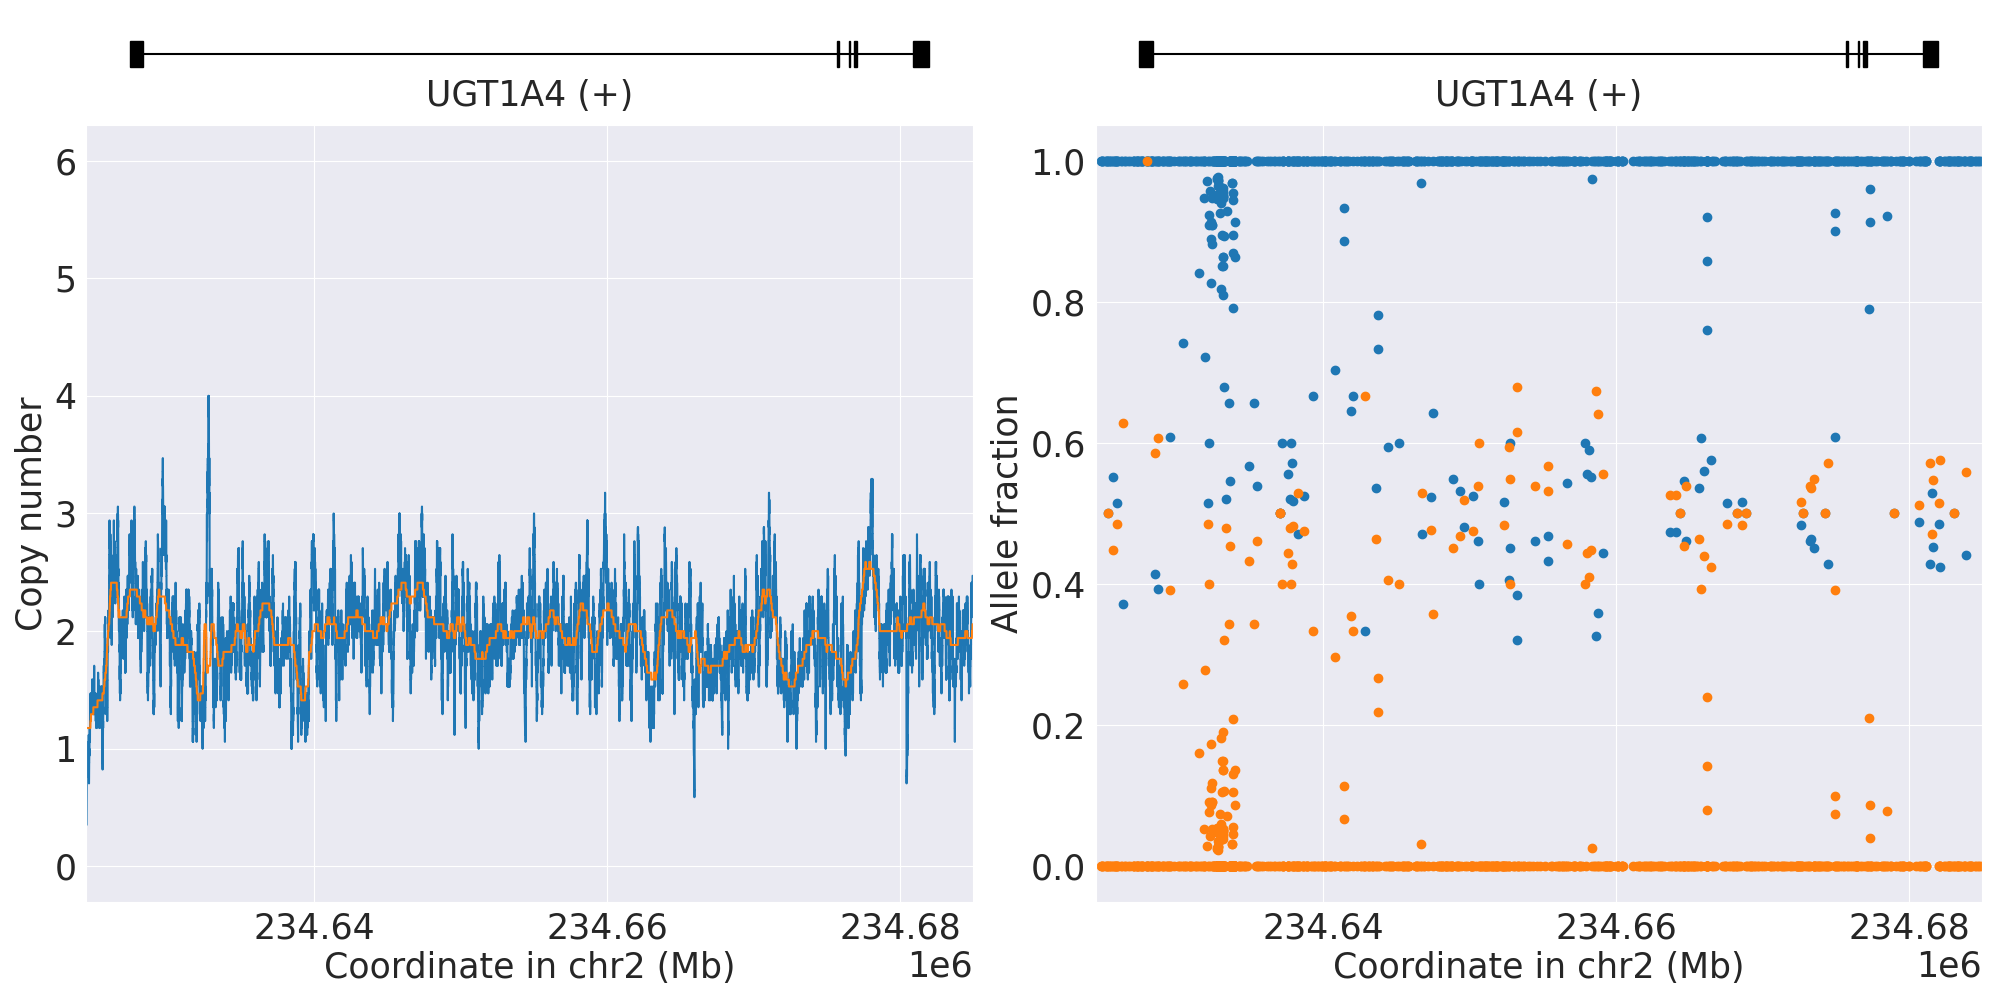 UGT1A4 (+)
6
5
4
3
2
1
0
Copy number
234.64
234.66
234.68
Coordinate in chr2 (Mb)
1e6
UGT1A4 (+)
1.0
0.8
0.6
0.4
0.2
0.0
Allele fraction
234.64
234.66
234.68
Coordinate in chr2 (Mb)
1e6